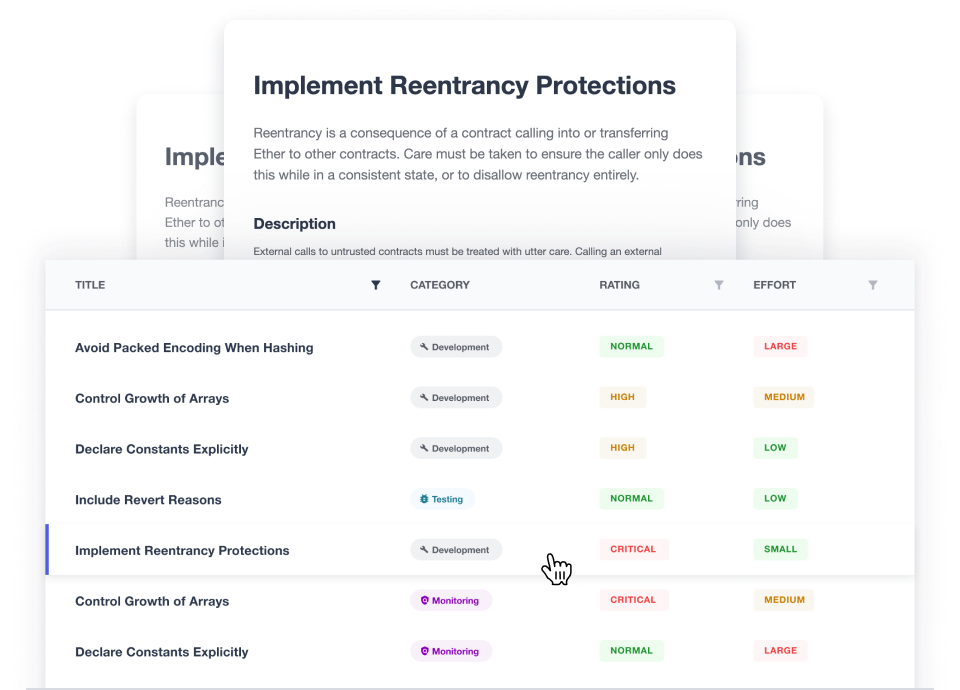 Implement Reentrancy Protections
Reentrancy is a consequence of a contract calling into or transferring
Ether to other contracts. Care must be taken to ensure the caller only does
this while in a consistent state, or to disallow reentrancy entirely.
Description
External calls to untrusted contracts must be treated with utter care. Calling an external
Imple
Reentranc
Ether to ot
this while i
ons
rring
only does
TITLE CATEGORY RATING EFFORT
Avoid Packed Encoding When Hashing Development NORMAL LARGE
Control Growth of Arrays Development HIGH MEDIUM
Declare Constants Explicitly Development HIGH LOW
Include Revert Reasons Testing NORMAL LOW
Implement Reentrancy Protections Development CRITICAL SMALL
Control Growth of Arrays Monitoring CRITICAL MEDIUM
Declare Constants Explicitly Monitoring NORMAL LARGE